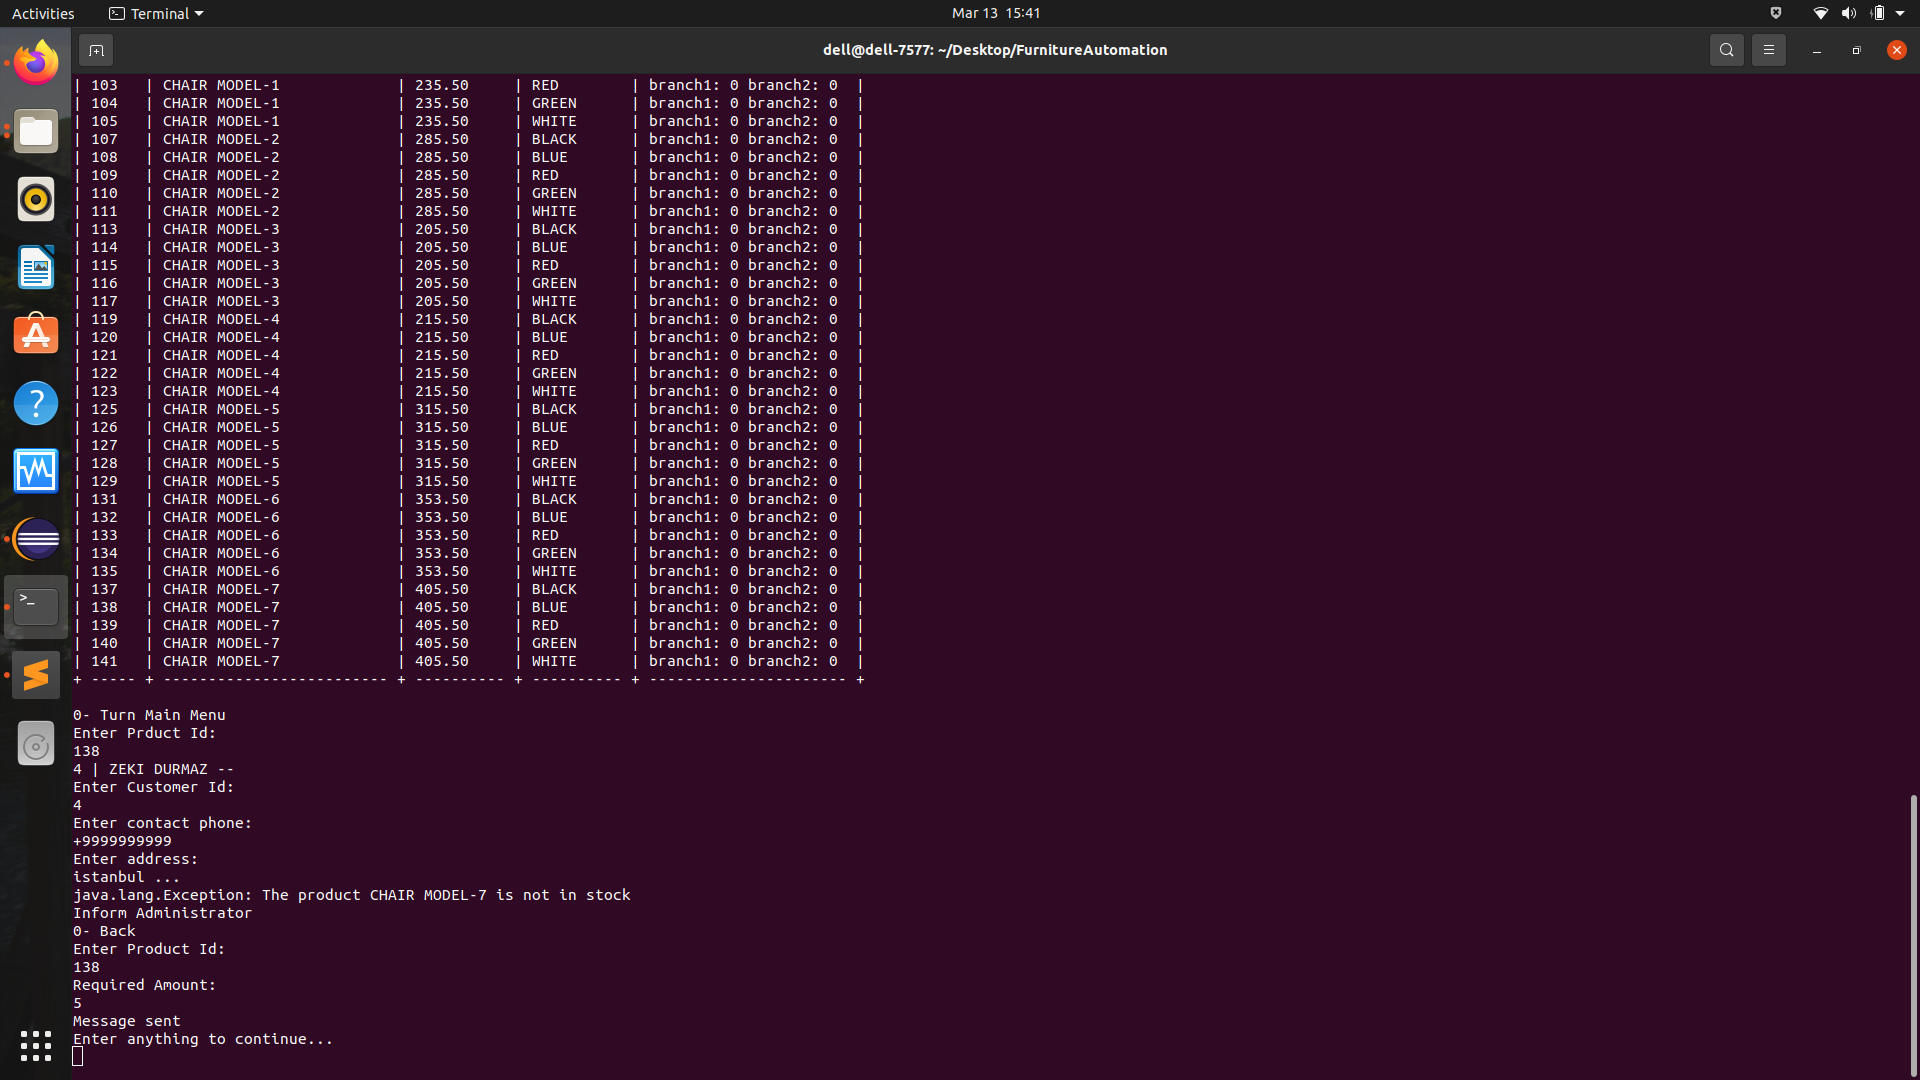 Activities Terminal Mar 13 15:41
dell@dell-7577: ~/Desktop/FurnitureAutomation
| 103 | CHAIR MODEL-1 | 235.50 | RED | branch1: 0 branch2: 0 |
| 104 | CHAIR MODEL-1 | 235.50 | GREEN | branch1: 0 branch2: 0 |
| 105 | CHAIR MODEL-1 | 235.50 | WHITE | branch1: 0 branch2: 0 |
| 107 | CHAIR MODEL-2 | 285.50 | BLACK | branch1: 0 branch2: 0 |
| 108 | CHAIR MODEL-2 | 285.50 | BLUE | branch1: 0 branch2: 0 |
| 109 | CHAIR MODEL-2 | 285.50 | RED | branch1: 0 branch2: 0 |
| 110 | CHAIR MODEL-2 | 285.50 | GREEN | branch1: 0 branch2: 0 |
| 111 | CHAIR MODEL-2 | 285.50 | WHITE | branch1: 0 branch2: 0 |
| 113 | CHAIR MODEL-3 | 205.50 | BLACK | branch1: 0 branch2: 0 |
| 114 | CHAIR MODEL-3 | 205.50 | BLUE | branch1: 0 branch2: 0 |
| 115 | CHAIR MODEL-3 | 205.50 | RED | branch1: 0 branch2: 0 |
| 116 | CHAIR MODEL-3 | 205.50 | GREEN | branch1: 0 branch2: 0 |
| 117 | CHAIR MODEL-3 | 205.50 | WHITE | branch1: 0 branch2: 0 |
| 119 | CHAIR MODEL-4 | 215.50 | BLACK | branch1: 0 branch2: 0 |
| 120 | CHAIR MODEL-4 | 215.50 | BLUE | branch1: 0 branch2: 0 |
| 121 | CHAIR MODEL-4 | 215.50 | RED | branch1: 0 branch2: 0 |
| 122 | CHAIR MODEL-4 | 215.50 | GREEN | branch1: 0 branch2: 0 |
| 123 | CHAIR MODEL-4 | 215.50 | WHITE | branch1: 0 branch2: 0 |
| 125 | CHAIR MODEL-5 | 315.50 | BLACK | branch1: 0 branch2: 0 |
| 126 | CHAIR MODEL-5 | 315.50 | BLUE | branch1: 0 branch2: 0 |
| 127 | CHAIR MODEL-5 | 315.50 | RED | branch1: 0 branch2: 0 |
| 128 | CHAIR MODEL-5 | 315.50 | GREEN | branch1: 0 branch2: 0 |
| 129 | CHAIR MODEL-5 | 315.50 | WHITE | branch1: 0 branch2: 0 |
| 131 | CHAIR MODEL-6 | 353.50 | BLACK | branch1: 0 branch2: 0 |
| 132 | CHAIR MODEL-6 | 353.50 | BLUE | branch1: 0 branch2: 0 |
| 133 | CHAIR MODEL-6 | 353.50 | RED | branch1: 0 branch2: 0 |
| 134 | CHAIR MODEL-6 | 353.50 | GREEN | branch1: 0 branch2: 0 |
| 135 | CHAIR MODEL-6 | 353.50 | WHITE | branch1: 0 branch2: 0 |
| 137 | CHAIR MODEL-7 | 405.50 | BLACK | branch1: 0 branch2: 0 |
| 138 | CHAIR MODEL-7 | 405.50 | BLUE | branch1: 0 branch2: 0 |
| 139 | CHAIR MODEL-7 | 405.50 | RED | branch1: 0 branch2: 0 |
| 140 | CHAIR MODEL-7 | 405.50 | GREEN | branch1: 0 branch2: 0 |
| 141 | CHAIR MODEL-7 | 405.50 | WHITE | branch1: 0 branch2: 0 |
+ ----- + ------------------------- + ---------- + ---------- + ---------------------- +
0- Turn Main Menu
Enter Prduct Id:
138
4 | ZEKI DURMAZ --
Enter Customer Id:
4
Enter contact phone:
+9999999999
Enter address:
istanbul ...
java.lang.Exception: The product CHAIR MODEL-7 is not in stock
Inform Administrator
0- Back
Enter Product Id:
138
Required Amount:
5
Message sent
Enter anything to continue...